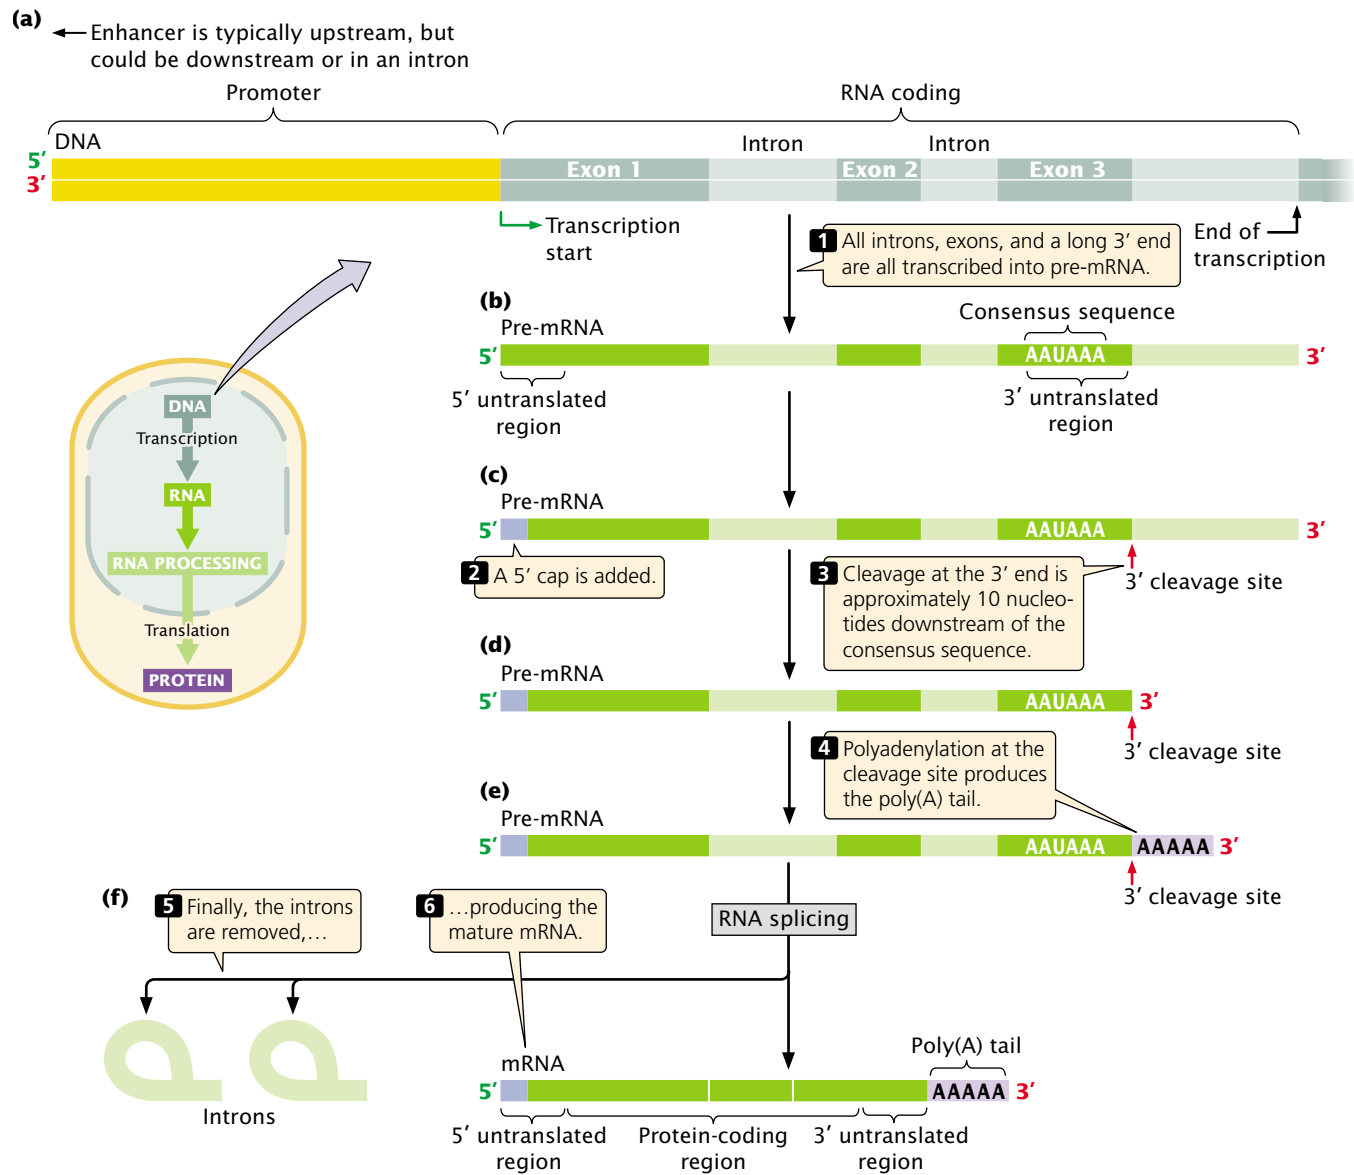 (a)
Enhancer is typically upstream, but
could be downstream or in an intron
Promoter
RNA coding
DNA
Intron
Intron
5′
3′
Exon 1
Exon 2
Exon 3
Transcription
start
1 All introns, exons, and a long 3′ end
are all transcribed into pre-mRNA.
End of
transcription
(b)
Pre-mRNA
Consensus sequence
5′
AAUAAA
3′
5′ untranslated
region
3′ untranslated
region
DNA
Transcription
RNA
RNA PROCESSING
Translation
PROTEIN
(c)
Pre-mRNA
5′
AAUAAA
3′
2 A 5′ cap is added.
3 Cleavage at the 3′ end is
approximately 10 nucleo-
tides downstream of the
consensus sequence.
3′ cleavage site
(d)
Pre-mRNA
5′
AAUAAA
3′
3′ cleavage site
4 Polyadenylation at the
cleavage site produces
the poly(A) tail.
(e)
Pre-mRNA
5′
AAUAAA
AAAAA
3′
3′ cleavage site
(f)
5 Finally, the introns
are removed,…
6 …producing the
mature mRNA.
RNA splicing
Introns
mRNA
Poly(A) tail
5′
AAAAA
3′
5′ untranslated
region
Protein-coding
region
3′ untranslated
region